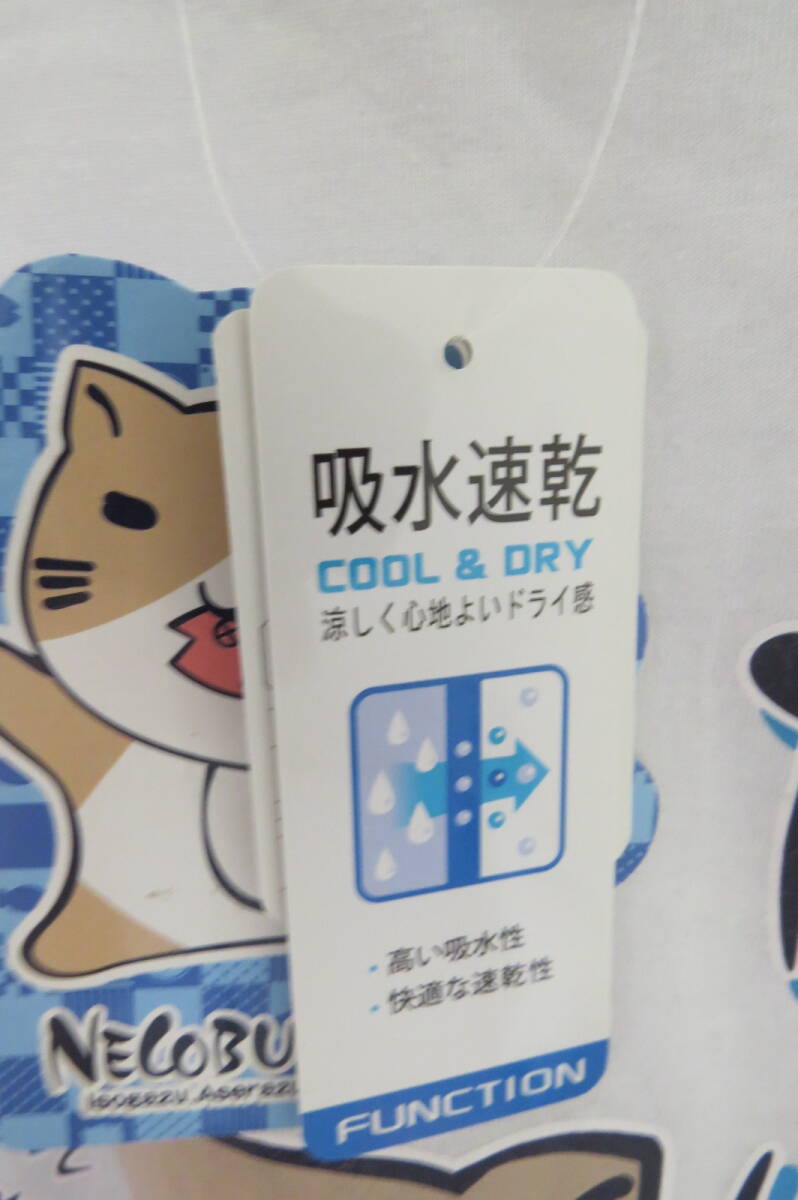 吸水速乾
COOL & DRY
涼しく心地よいドライ感
・高い吸水性
・快適な速乾性
FUNCTION
NECOBU